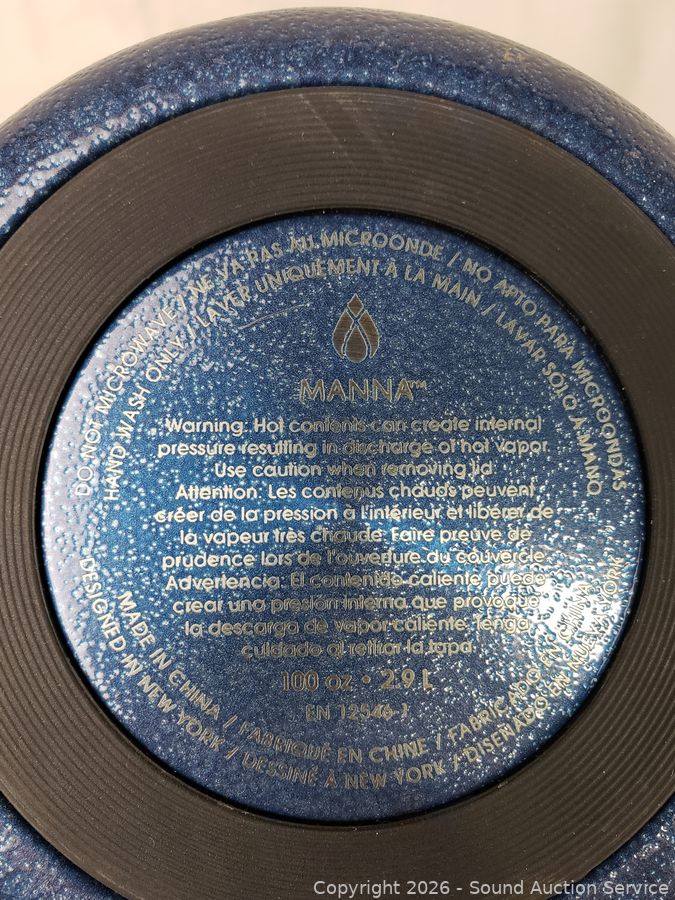 DO NOT MICROWAVE / NE VA PAS AU MICROONDE / NO APTO PARA MICROONDAS
HAND WASH ONLY / LAVER UNIQUEMENT À LA MAIN / LAVAR SÓLO A MANO
MANNA™
Warning: Hot contents can create internal
pressure resulting in discharge of hot vapor.
Use caution when removing lid.
Attention: Les contenus chauds peuvent
créer de la pression à l'intérieur et libérer de
la vapeur très chaude. Faire preuve de
prudence lors de l'ouverture du couvercle.
Advertencia: El contenido caliente puede
crear una presión interna que provoque
la descarga de vapor caliente. Tenga
cuidado al retirar la tapa.
100 oz • 2.9 L
EN 12546-1
MADE IN CHINA / FABRIQUÉ EN CHINE / FABRICADO EN CHINA
DESIGNED IN NEW YORK / DESSINÉ À NEW YORK / DISEÑADO EN NUEVA YORK
Copyright 2026 - Sound Auction Service